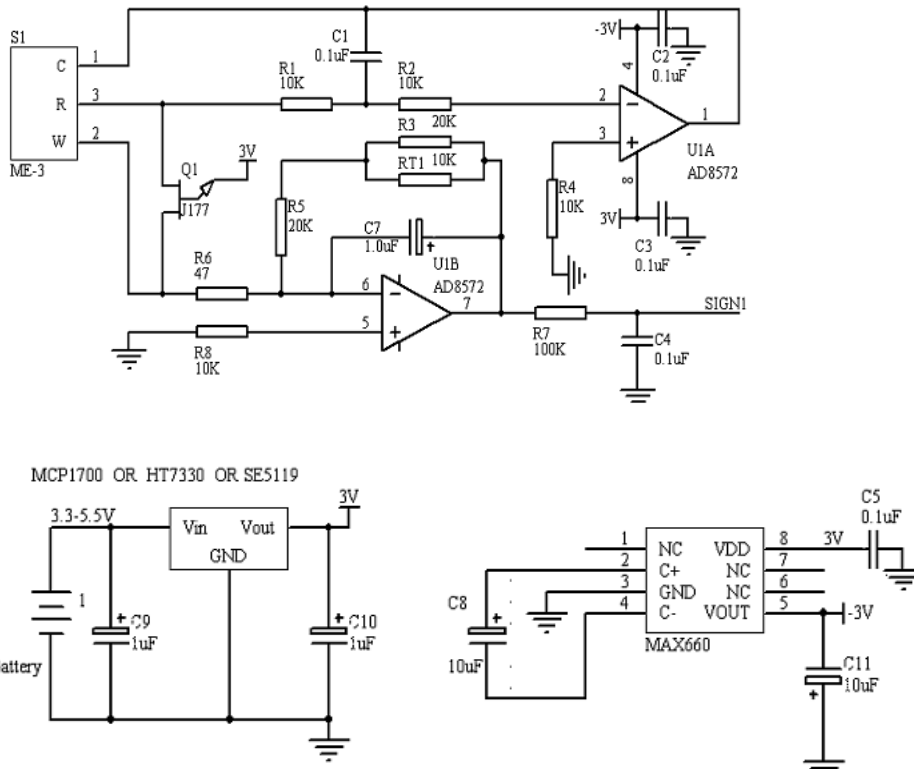 S1
C 1
R 3
W 2
ME-3
C1
0.1uF
R1
10K
R2
10K
20K
R3
10K
RT1
-3V
C2
0.1uF
4
2
3
1
8
U1A
AD8572
3V
C3
0.1uF
R4
10K
Q1
J177
3V
R5
20K
C7
1.0uF
+
R6
47
6
5
7
U1B
AD8572
R8
10K
R7
100K
SIGN1
C4
0.1uF
MCP1700 OR HT7330 OR SE5119
3.3-5.5V
Vin Vout
GND
3V
1
attery
+
C9
1uF
+
C10
1uF
1 NC VDD 8 3V
2 C+ NC 7
3 GND NC 6
4 C- VOUT 5
MAX660
C5
0.1uF
C8
+
10uF
-3V
C11
10uF
+